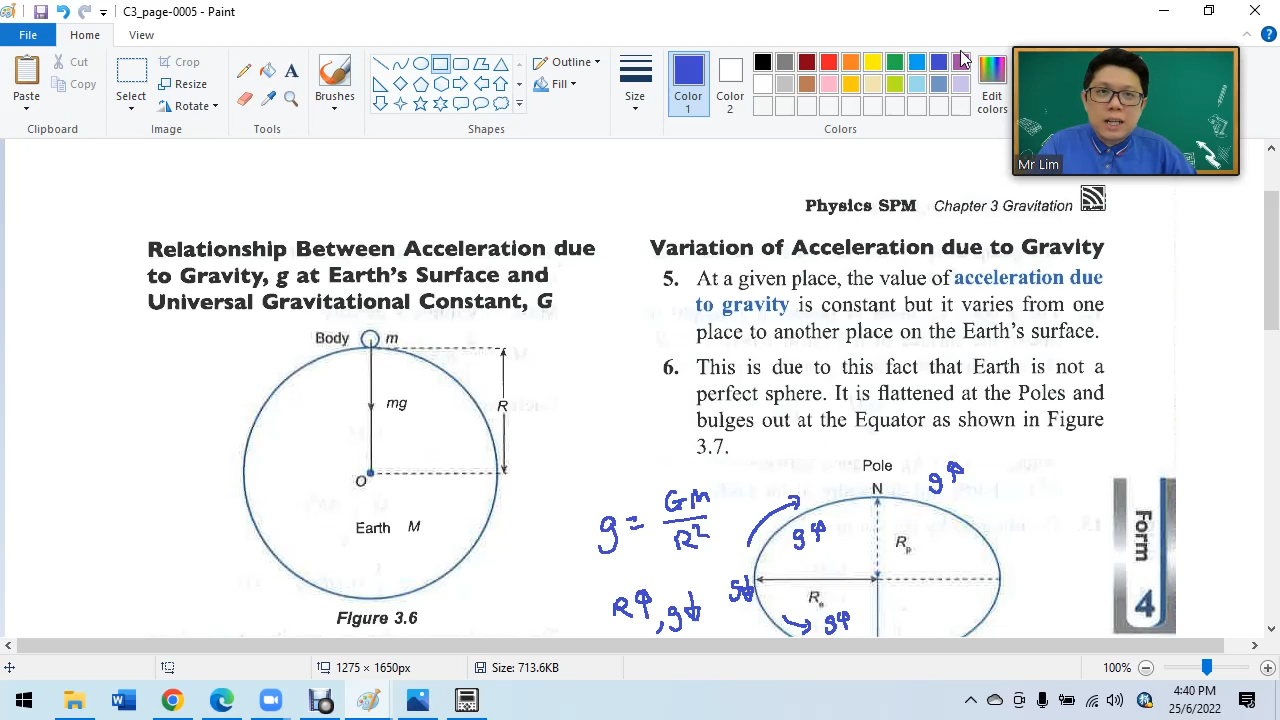 C3_page-0005 - Paint
File
Home
View
Paste
Cut
Copy
Clipboard
Select
Crop
Resize
Rotate
Image
A
Tools
Brushes
Outline
Fill
Shapes
Size
Color 1
Color 2
Edit colors
Colors
Mr Lim
Physics SPM Chapter 3 Gravitation
Relationship Between Acceleration due
to Gravity, g at Earth's Surface and
Universal Gravitational Constant, G
Body m
mg
R
O
Earth M
Figure 3.6
Variation of Acceleration due to Gravity
5. At a given place, the value of acceleration due
to gravity is constant but it varies from one
place to another place on the Earth's surface.
6. This is due to this fact that Earth is not a
perfect sphere. It is flattened at the Poles and
bulges out at the Equator as shown in Figure
3.7.
Pole
N
g↑
g = GM/R²
g↑
Rp
g↓
Re
R↑, g↓
g↑
Form
4
1275 × 1650px
Size: 713.6KB
100%
4:40 PM
25/6/2022